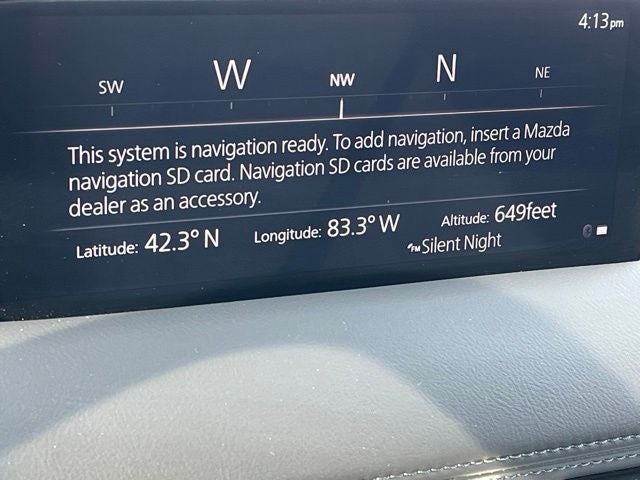 4:13pm
SW W NW N NE
This system is navigation ready. To add navigation, insert a Mazda
navigation SD card. Navigation SD cards are available from your
dealer as an accessory.
Latitude: 42.3° N Longitude: 83.3° W Altitude: 649feet
FM Silent Night